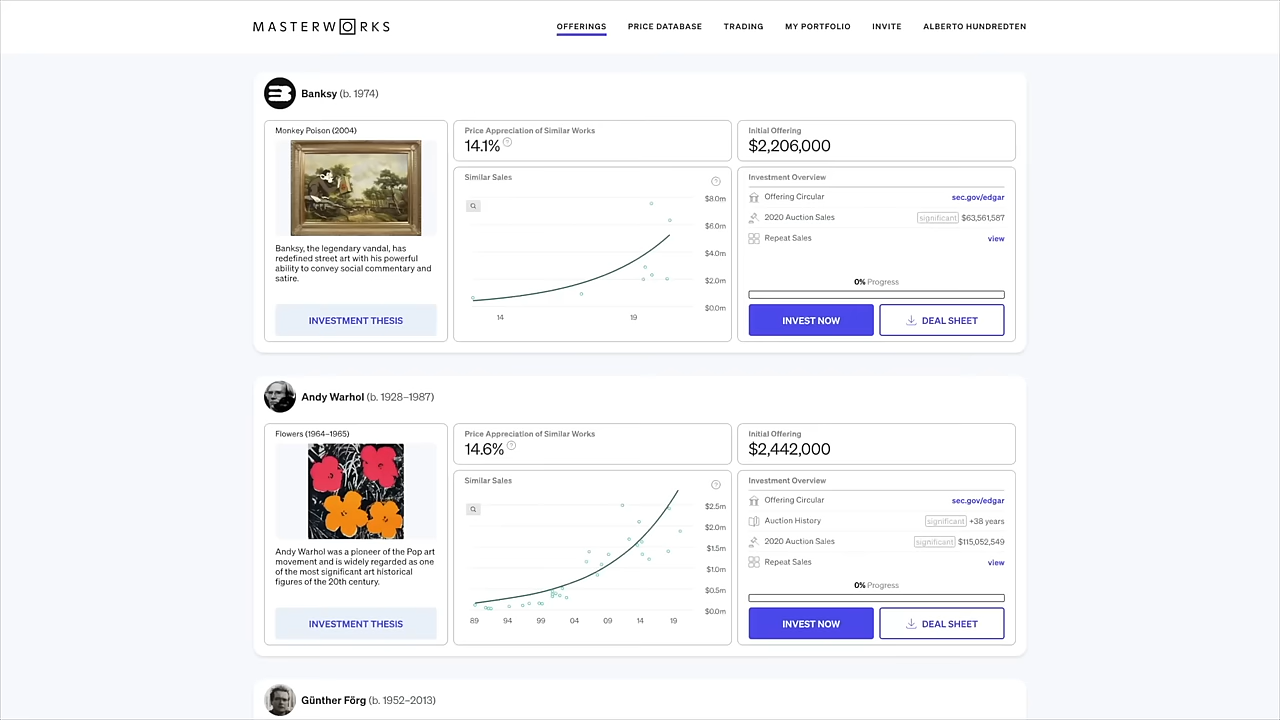 MASTERWORKS
OFFERINGS PRICE DATABASE TRADING MY PORTFOLIO INVITE ALBERTO HUNDREDTEN
Banksy (b. 1974)
Monkey Poison (2004)
Banksy, the legendary vandal, has
redefined street art with his powerful
ability to convey social commentary and
satire.
INVESTMENT THESIS
Price Appreciation of Similar Works
14.1% ?
Similar Sales
?
$8.0m
$6.0m
$4.0m
$2.0m
$0.0m
14 19
Initial Offering
$2,206,000
Investment Overview
Offering Circular sec.gov/edgar
2020 Auction Sales significant $63,561,587
Repeat Sales view
0% Progress
INVEST NOW DEAL SHEET
Andy Warhol (b. 1928–1987)
Flowers (1964–1965)
Andy Warhol was a pioneer of the Pop art
movement and is widely regarded as one
of the most significant art historical
figures of the 20th century.
INVESTMENT THESIS
Price Appreciation of Similar Works
14.6% ?
Similar Sales
?
$2.5m
$2.0m
$1.5m
$1.0m
$0.5m
$0.0m
89 94 99 04 09 14 19
Initial Offering
$2,442,000
Investment Overview
Offering Circular sec.gov/edgar
Auction History significant +38 years
2020 Auction Sales significant $115,052,549
Repeat Sales view
0% Progress
INVEST NOW DEAL SHEET
Günther Förg (b. 1952–2013)